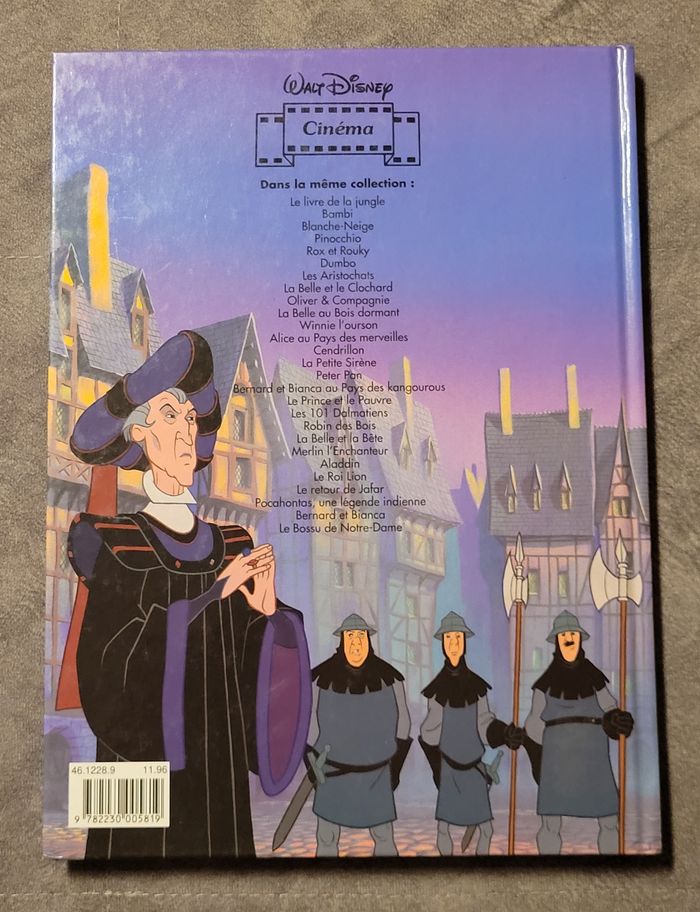 WALT DISNEY
Cinéma
Dans la même collection :
Le livre de la jungle
Bambi
Blanche-Neige
Pinocchio
Rox et Rouky
Dumbo
Les Aristochats
La Belle et le Clochard
Oliver & Compagnie
La Belle au Bois dormant
Winnie l'ourson
Alice au Pays des merveilles
Cendrillon
La Petite Sirène
Peter Pan
Bernard et Bianca au Pays des kangourous
Le Prince et le Pauvre
Les 101 Dalmatiens
Robin des Bois
La Belle et la Bête
Merlin l'Enchanteur
Aladdin
Le Roi Lion
Le retour de Jafar
Pocahontas, une légende indienne
Bernard et Bianca
Le Bossu de Notre-Dame
46.1228.9 11.96
9 782230 005819